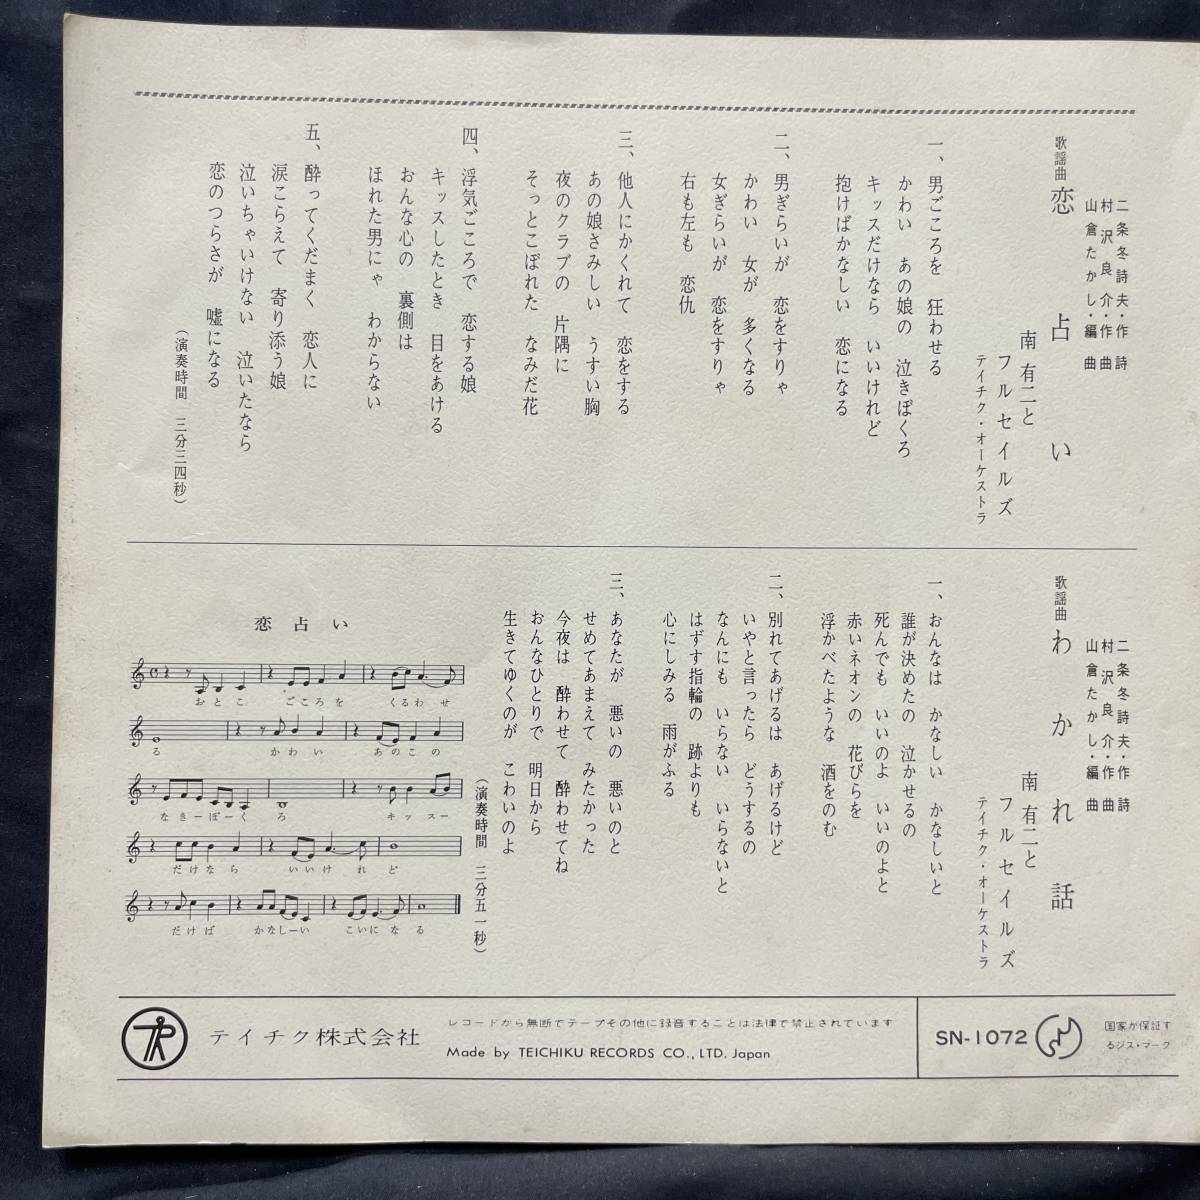 二条冬詩夫・作詩
村沢良介・作曲
山倉たかし・編曲
歌謡曲 恋占い
南 有二と
フルセイルズ
テイチク・オーケストラ
一、男ごころを 狂わせる
かわい あの娘の 泣きぼくろ
キッスだけなら いいけれど
抱けばかなしい 恋になる
二、男ぎらいが 恋をすりゃ
かわい 女が 多くなる
女ぎらいが 恋をすりゃ
右も左も 恋仇
三、他人にかくれて 恋をする
あの娘さみしい うすい胸
夜のクラブの 片隅に
そっとこぼれた なみだ花
四、浮気ごころで 恋する娘
キッスしたとき 目をあける
おんな心の 裏側は
ほれた男にゃ わからない
五、酔ってくだまく 恋人に
涙こらえて 寄り添う娘
泣いちゃいけない 泣いたなら
恋のつらさが 嘘になる
(演奏時間 三分三四秒)
二条冬詩夫・作詩
村沢良介・作曲
山倉たかし・編曲
歌謡曲 わかれ話
南 有二と
フルセイルズ
テイチク・オーケストラ
一、おんなは かなしい かなしいと
誰が決めたの 泣かせるの
死んでも いいのよ いいのよと
赤いネオンの 花びらを
浮かべたような 酒をのむ
二、別れてあげるは あげるけど
いやと言ったら どうするの
なんにも いらない いらないと
はずす指輪の 跡よりも
心にしみる 雨がふる
三、あなたが 悪いの 悪いのと
せめてあまえて みたかった
今夜は 酔わせて 酔わせてね
おんなひとりで 明日から
生きてゆくのが こわいのよ
(演奏時間 三分五一秒)
恋占い
おとこ ごころを くるわせ
る かわい あのこの
なきーぼーくろ キッスー
だけなら いいけれど
だけば かなしーい こいになる
テイチク株式会社
レコードから無断でテープその他に録音することは法律で禁止されています
Made by TEICHIKU RECORDS CO., LTD. Japan
SN-1072
国家が保証す
るジス・マーク